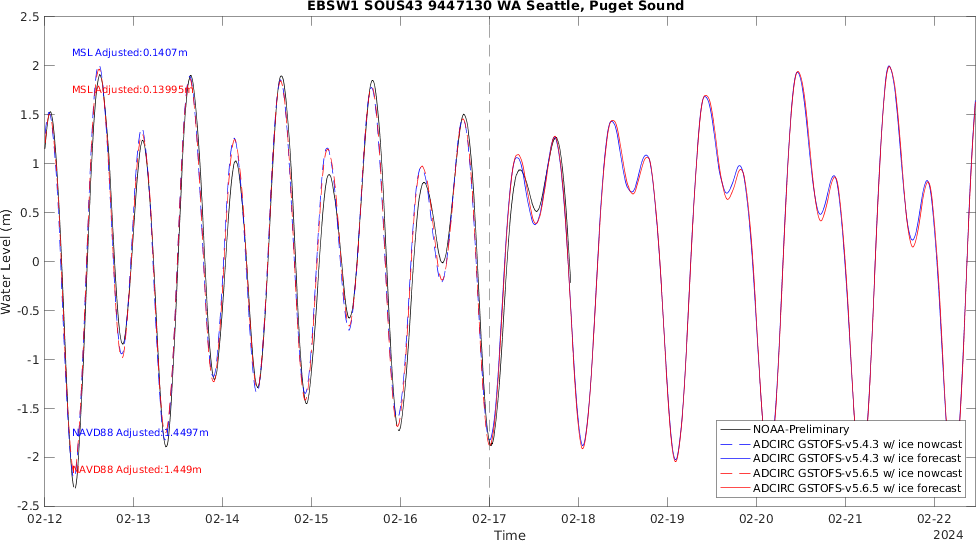 EBSW1 SOUS43 9447130 WA Seattle, Puget Sound
2.5
2
1.5
1
0.5
0
-0.5
-1
-1.5
-2
-2.5
Water Level (m)
MSL Adjusted:0.1407m
MSL Adjusted:0.13995m
NAVD88 Adjusted:1.4497m
NAVD88 Adjusted:1.449m
NOAA-Preliminary
ADCIRC GSTOFS-v5.4.3 w/ ice nowcast
ADCIRC GSTOFS-v5.4.3 w/ ice forecast
ADCIRC GSTOFS-v5.6.5 w/ ice nowcast
ADCIRC GSTOFS-v5.6.5 w/ ice forecast
02-12 02-13 02-14 02-15 02-16 02-17 02-18 02-19 02-20 02-21 02-22
Time
2024